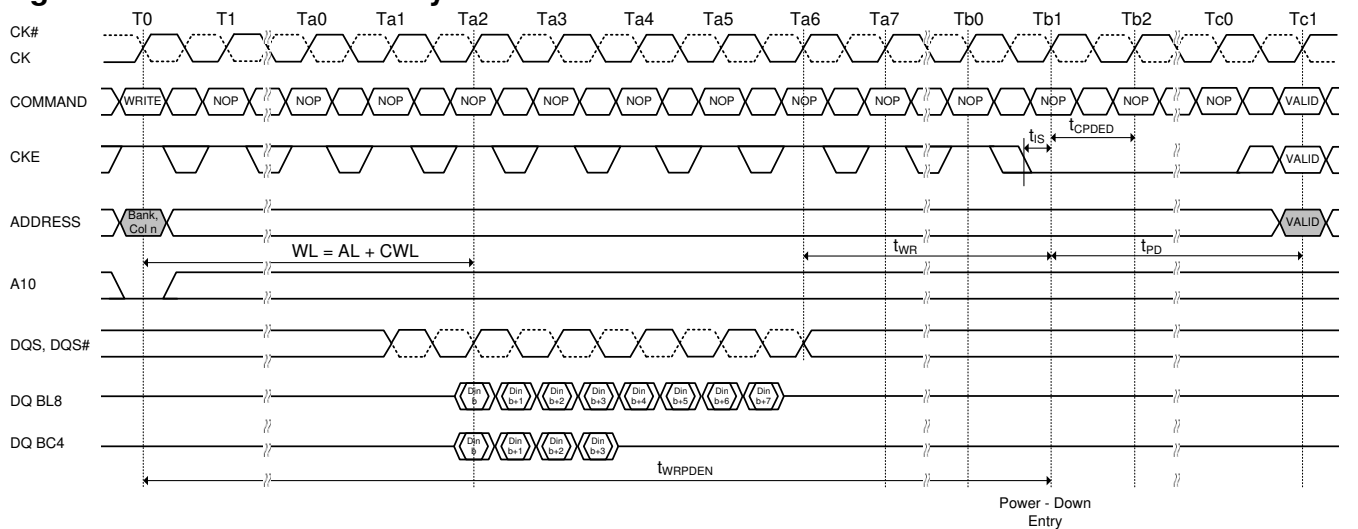 T0 T1 Ta0 Ta1 Ta2 Ta3 Ta4 Ta5 Ta6 Ta7 Tb0 Tb1 Tb2 Tc0 Tc1
CK#
CK
COMMAND WRITE NOP NOP NOP NOP NOP NOP NOP NOP NOP NOP NOP NOP NOP VALID
tIS tCPDED
CKE VALID
ADDRESS Bank, Col n VALID
WL = AL + CWL tWR tPD
A10
DQS, DQS#
DQ BL8 Din b Din b+1 Din b+2 Din b+3 Din b+4 Din b+5 Din b+6 Din b+7
DQ BC4 Din b Din b+1 Din b+2 Din b+3
tWRPDEN
Power - Down
Entry